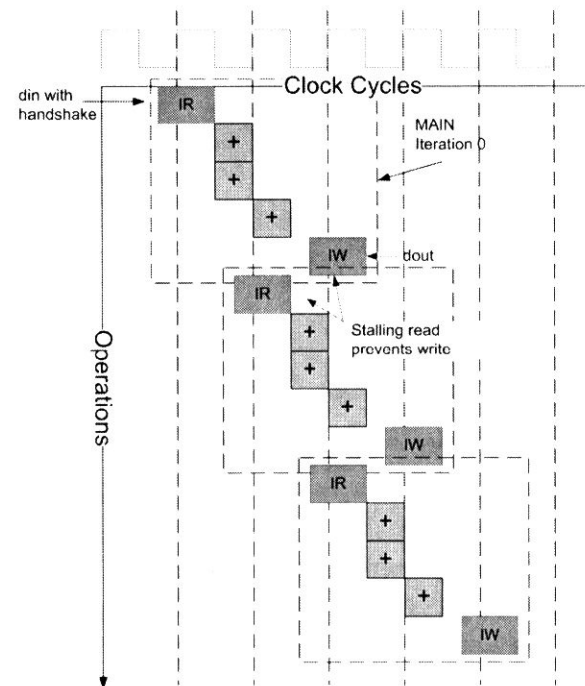 Clock Cycles
din with
handshake
IR
MAIN
Iteration 0
+
+
+
IW
dout
IR
Operations
+
Stalling read
prevents write
+
+
IW
IR
+
+
+
IW